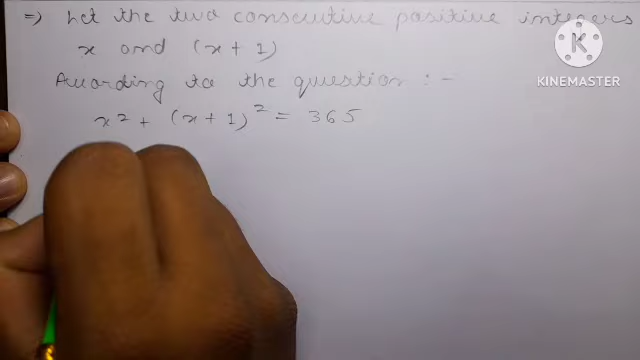 =) Let the two consecutive positive integers
x and (x + 1)
According to the question : -
x² + (x + 1)² = 365
K
KINEMASTER